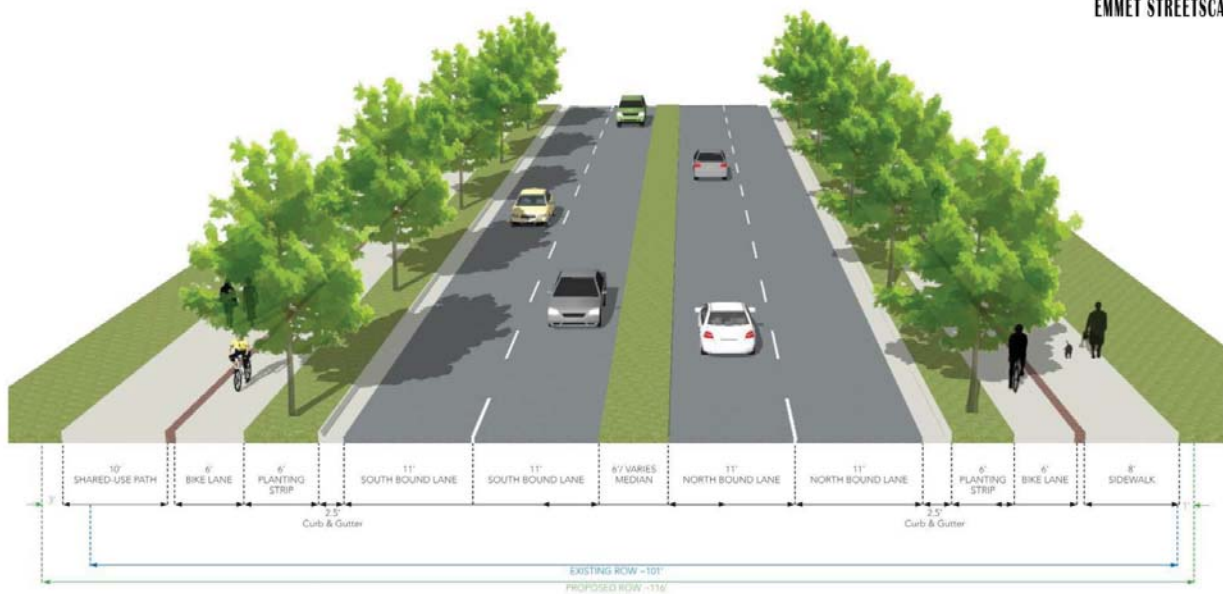 EMMET STREETSCA
10'
SHARED-USE PATH
6'
BIKE LANE
6'
PLANTING
STRIP
11'
SOUTH BOUND LANE
11'
SOUTH BOUND LANE
6'/ VARIES
MEDIAN
11'
NORTH BOUND LANE
11'
NORTH BOUND LANE
6'
PLANTING
STRIP
6'
BIKE LANE
8'
SIDEWALK
3'
2.5'
Curb & Gutter
2.5'
Curb & Gutter
1'
EXISTING ROW ~101'
PROPOSED ROW ~116'